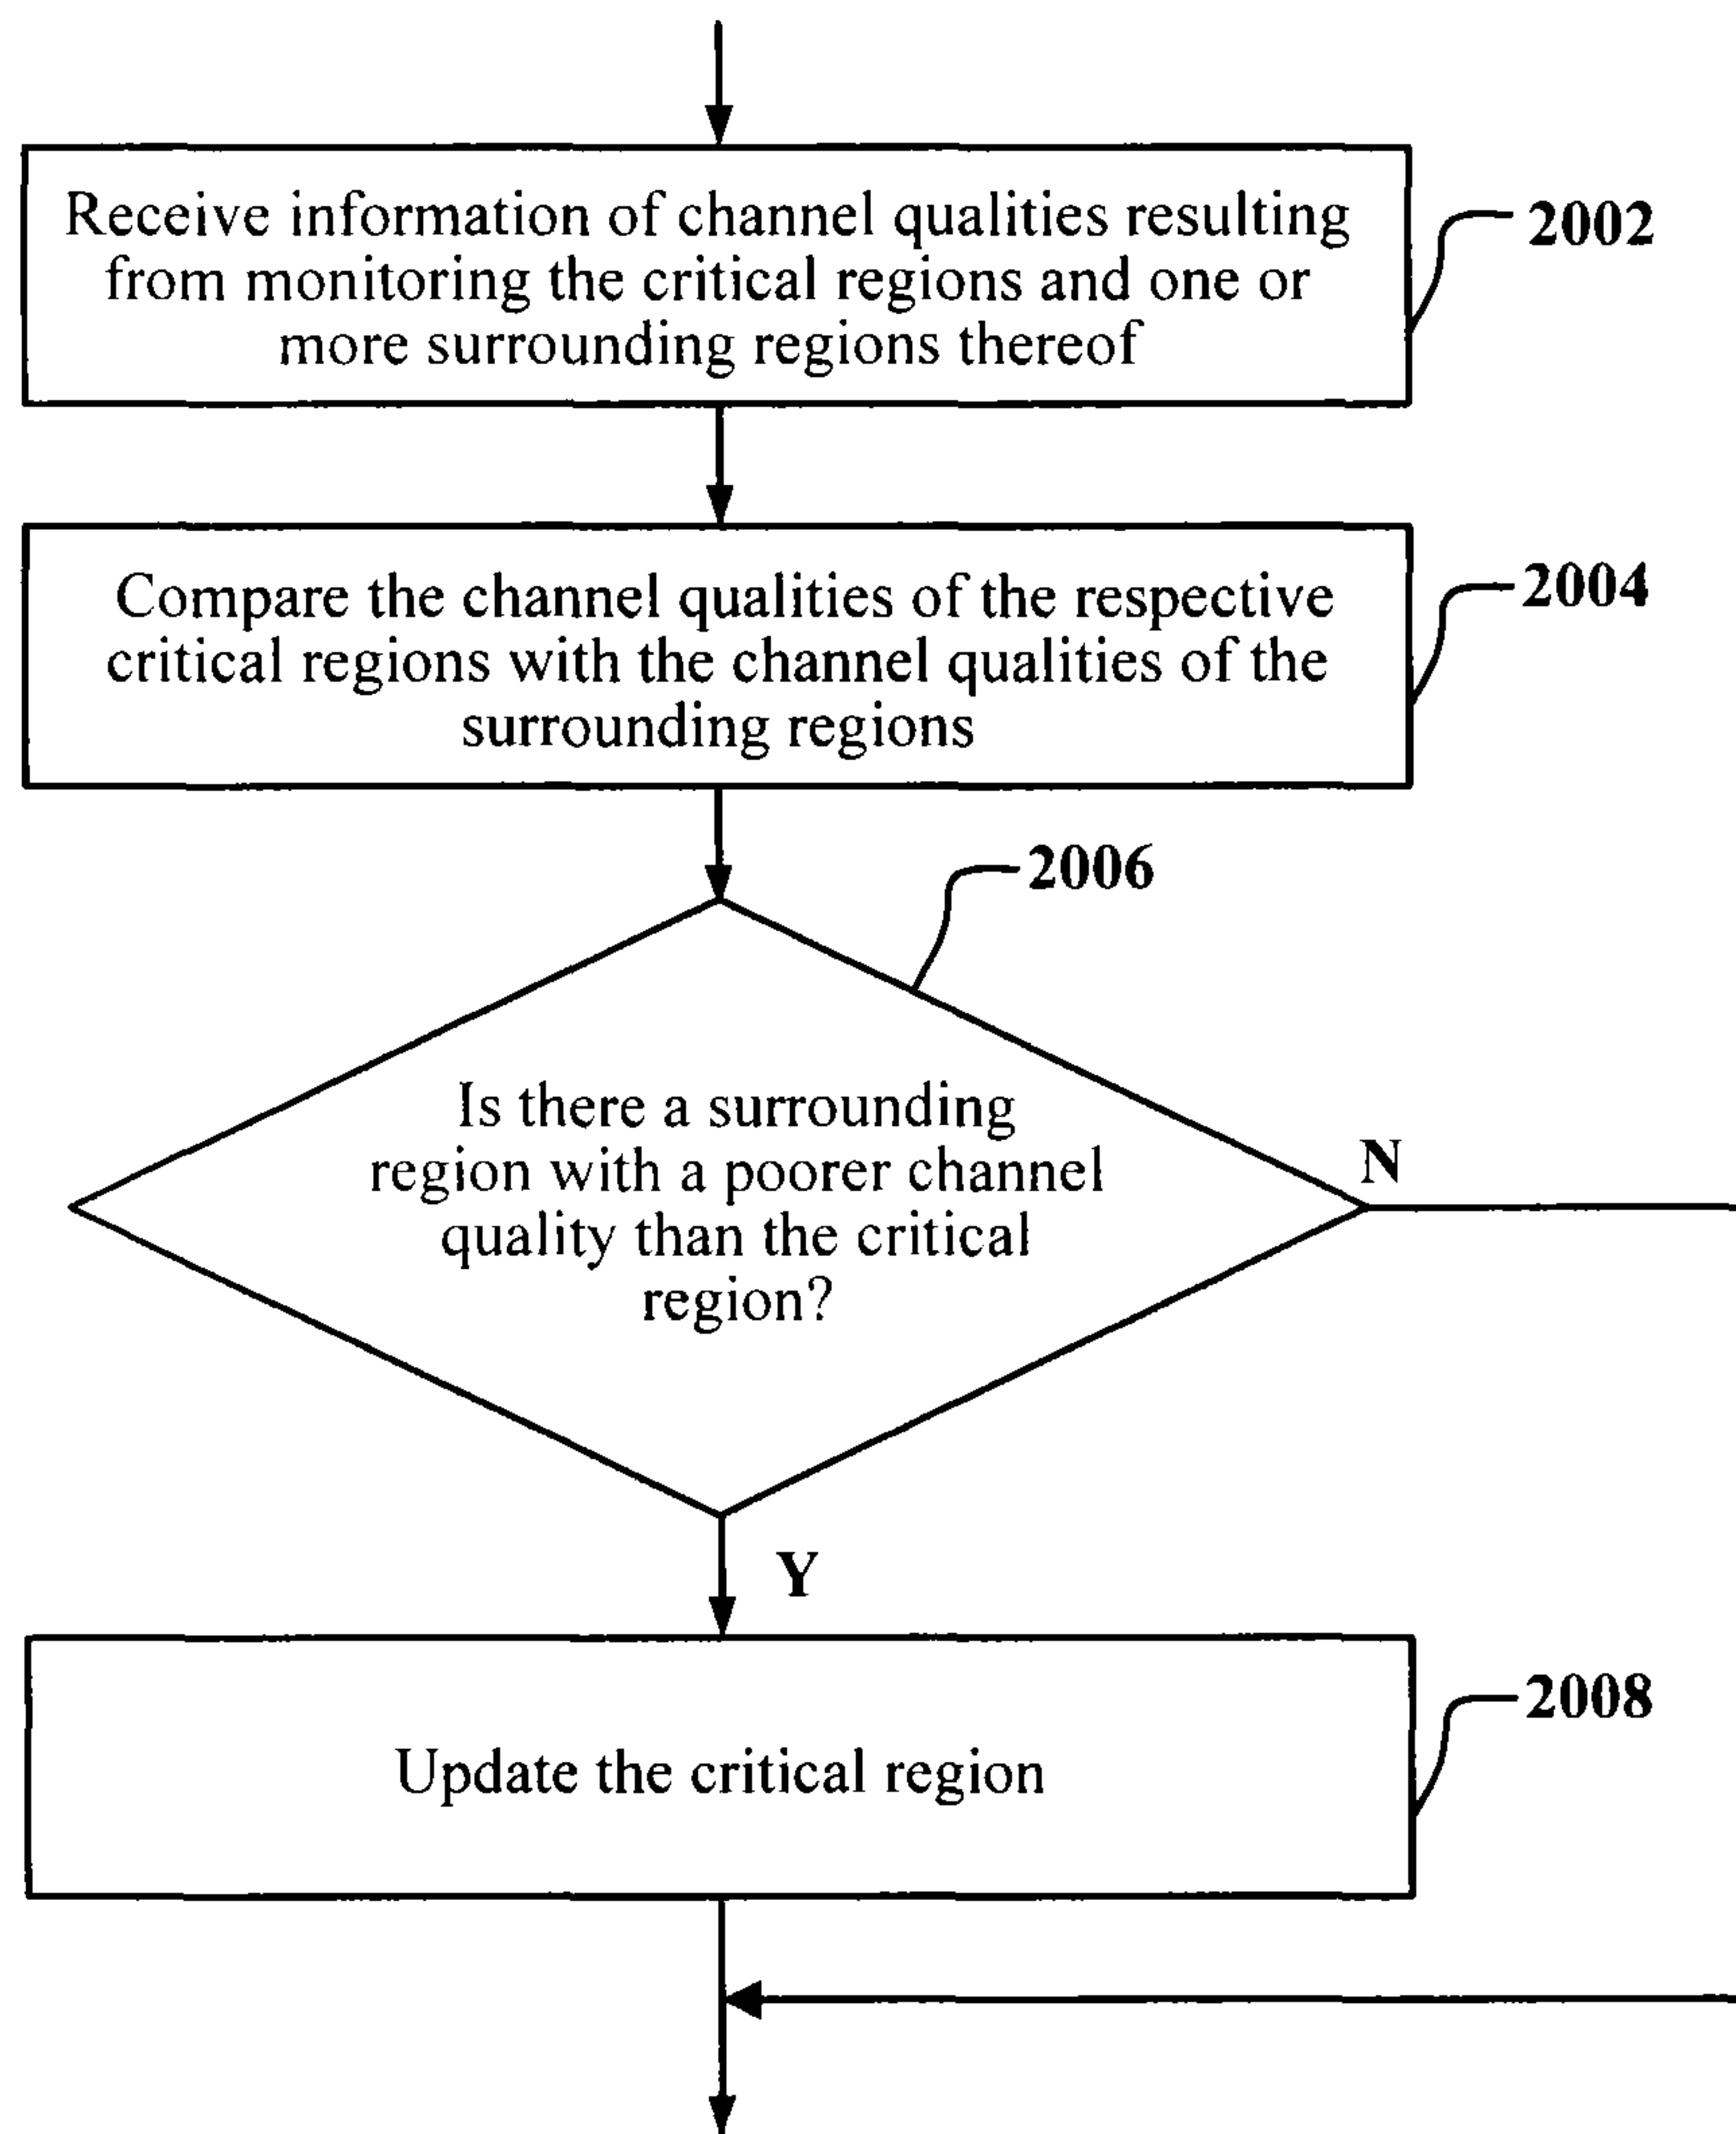 Receive information of channel qualities resulting
from monitoring the critical regions and one or
more surrounding regions thereof
2002
Compare the channel qualities of the respective
critical regions with the channel qualities of the
surrounding regions
2004
2006
Is there a surrounding
region with a poorer channel
quality than the critical
region?
N
Y
Update the critical region
2008